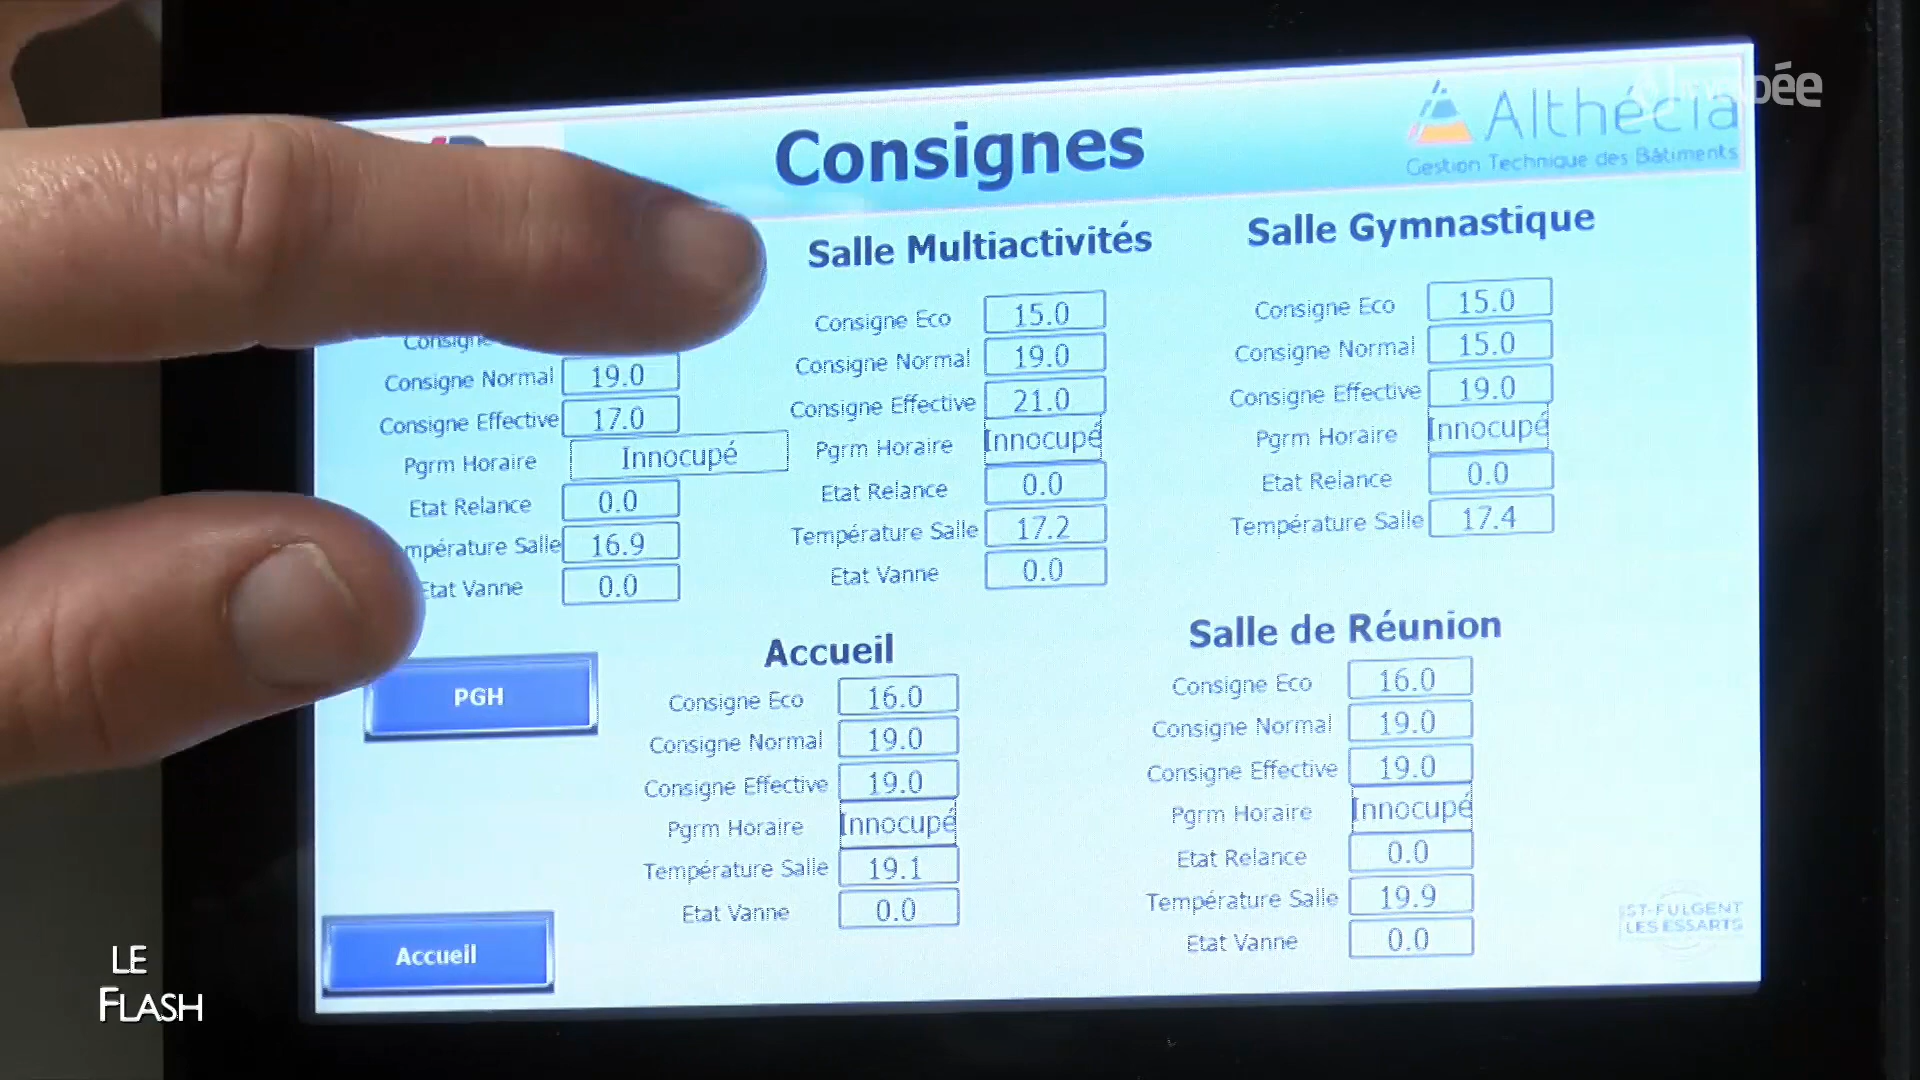 Consignes
Althécia
Gestion Technique des Bâtiments
Consigne Normal 19.0
Consigne Effective 17.0
Pgrm Horaire Innocupé
Etat Relance 0.0
mpérature Salle 16.9
Etat Vanne 0.0
Salle Multiactivités
Consigne Eco 15.0
Consigne Normal 19.0
Consigne Effective 21.0
Pgrm Horaire Innocupé
Etat Relance 0.0
Température Salle 17.2
Etat Vanne 0.0
Salle Gymnastique
Consigne Eco 15.0
Consigne Normal 15.0
Consigne Effective 19.0
Pgrm Horaire Innocupé
Etat Relance 0.0
Température Salle 17.4
PGH
Accueil
Consigne Eco 16.0
Consigne Normal 19.0
Consigne Effective 19.0
Pgrm Horaire Innocupé
Température Salle 19.1
Etat Vanne 0.0
Salle de Réunion
Consigne Eco 16.0
Consigne Normal 19.0
Consigne Effective 19.0
Pgrm Horaire Innocupé
Etat Relance 0.0
Température Salle 19.9
Etat Vanne 0.0
Accueil
ST-FULGENT
LES ESSARTS
LE
FLASH